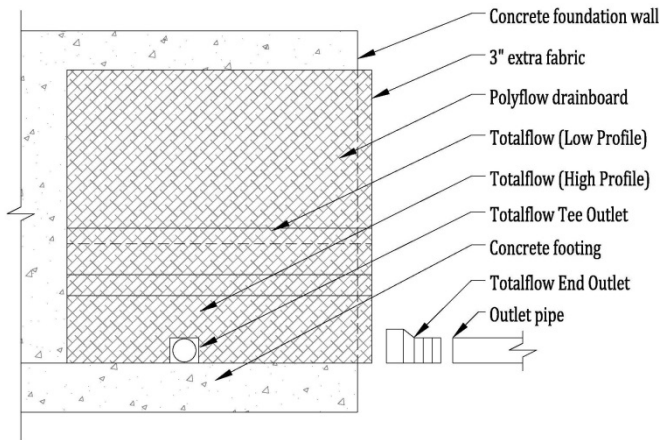 Concrete foundation wall
3" extra fabric
Polyflow drainboard
Totalflow (Low Profile)
Totalflow (High Profile)
Totalflow Tee Outlet
Concrete footing
Totalflow End Outlet
Outlet pipe